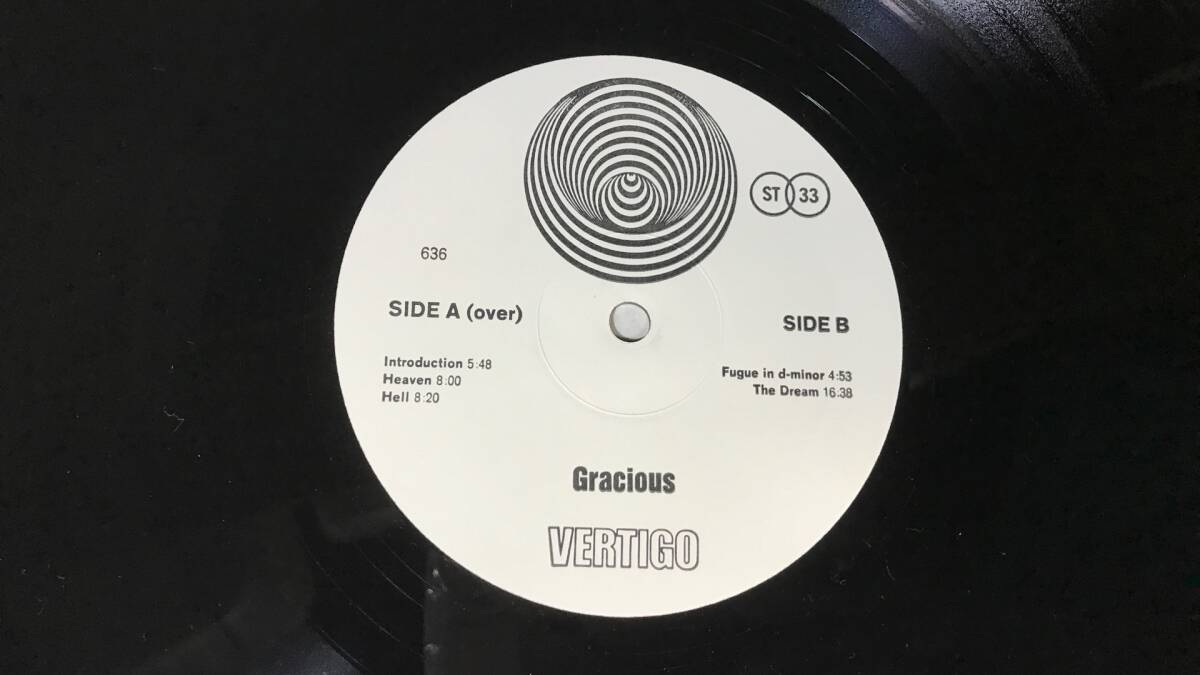 ST 33
636
SIDE A (over)
Introduction 5:48
Heaven 8:00
Hell 8:20
SIDE B
Fugue in d-minor 4:53
The Dream 16:38
Gracious
VERTIGO